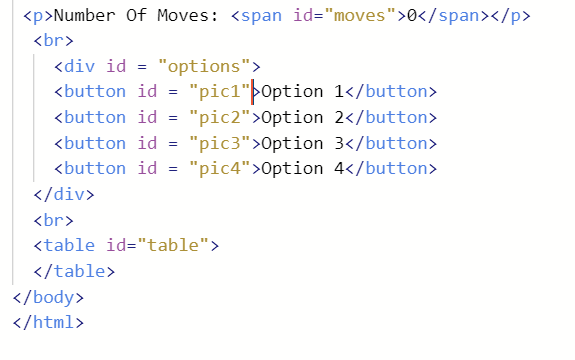 <p>Number Of Moves: <span id="moves">0</span></p>
<br>
<div id = "options">
<button id = "pic1">Option 1</button>
<button id = "pic2">Option 2</button>
<button id = "pic3">Option 3</button>
<button id = "pic4">Option 4</button>
</div>
<br>
<table id="table">
</table>
</body>
</html>